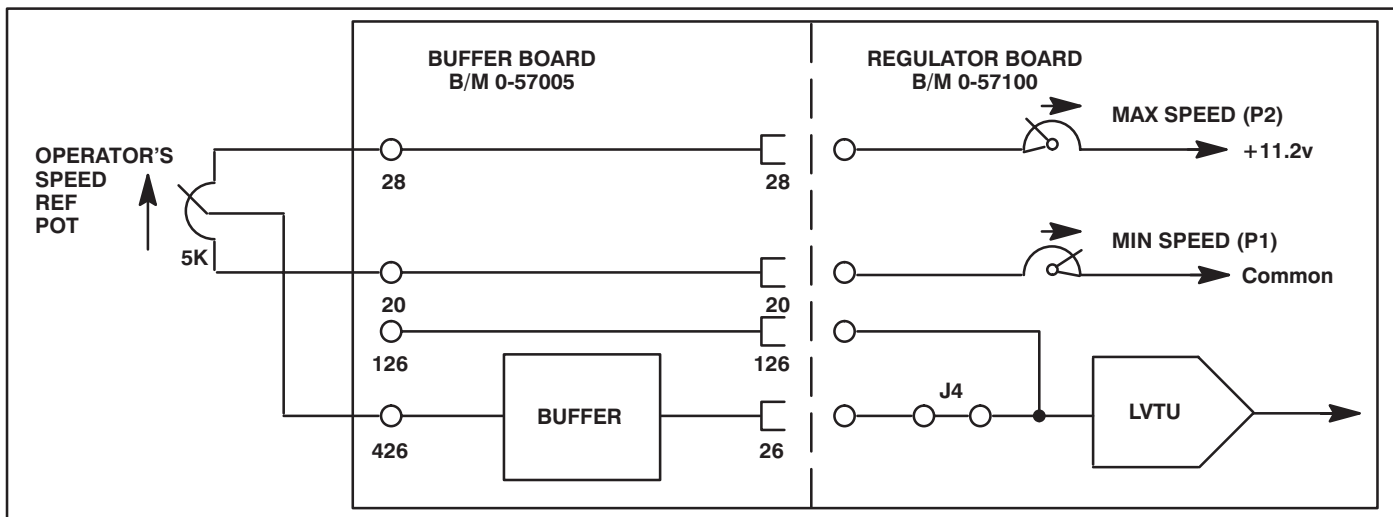 BUFFER BOARD
B/M 0-57005
REGULATOR BOARD
B/M 0-57100
MAX SPEED (P2)
+11.2v
OPERATOR'S
SPEED
REF
POT
28
28
5K
MIN SPEED (P1)
Common
20
20
126
126
J4
BUFFER
LVTU
426
26